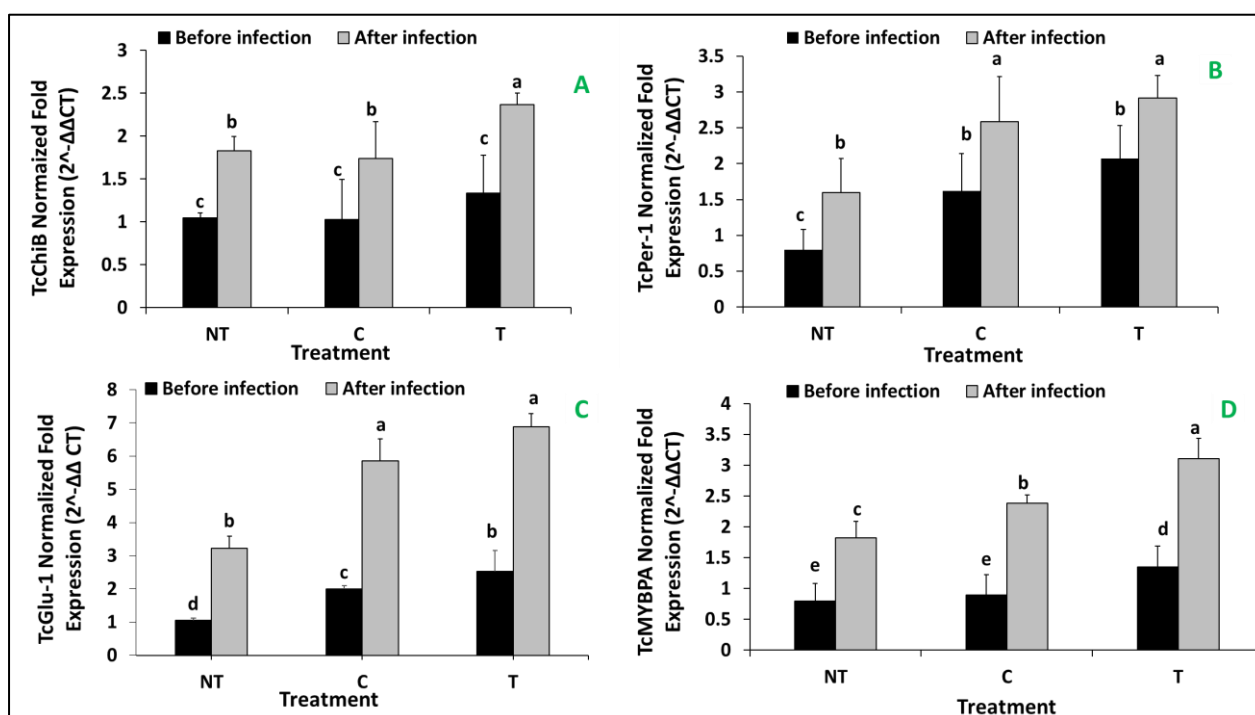 Before infection After infection
A
TcChiB Normaized Fold
Expression (2^-ΔΔCT)
3
2.5
2
1.5
1
0.5
0
c
b
c
b
c
a
NT C T
Treatment
Before infection After infection
B
TcPer-1 Normalized Fold
Expression (2^-ΔΔCT)
3.5
3
2.5
2
1.5
1
0.5
0
c
b
b
a
b
a
NT C T
Treatment
Before infection After infection
C
TcGlu-1 Normalized Fold
Expression (2^-ΔΔ CT)
8
7
6
5
4
3
2
1
0
d
b
c
a
b
a
NT C T
Treatment
Before infection After infection
D
TcMYBPA Normalized Fold
Expression (2^-ΔΔCT)
4
3.5
3
2.5
2
1.5
1
0.5
0
e
c
e
b
d
a
NT C T
Treatment